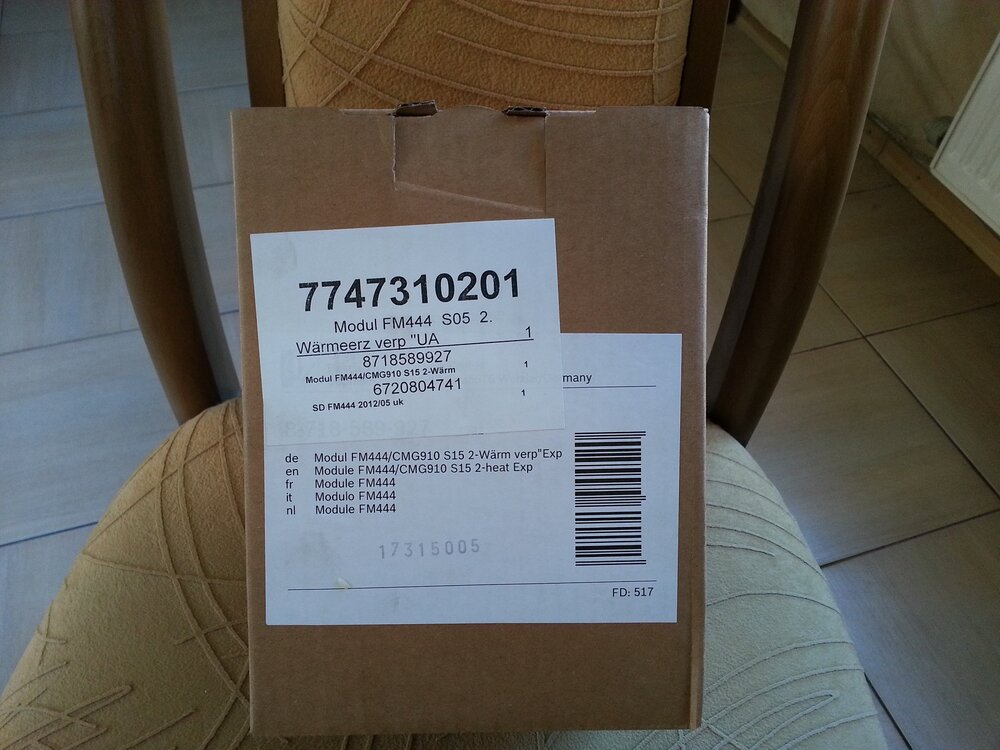 7747310201
Modul FM444 S05 2.
Wärmeerz verp "UA 1
8718589927
Modul FM444/CMG910 S15 2-Wärm 1
6720804741
SD FM444 2012/05 uk 1
many
de Modul FM444/CMG910 S15 2-Wärm verp"Exp
en Module FM444/CMG910 S15 2-heat Exp
fr Module FM444
it Modulo FM444
nl Module FM444
17315005
FD: 517